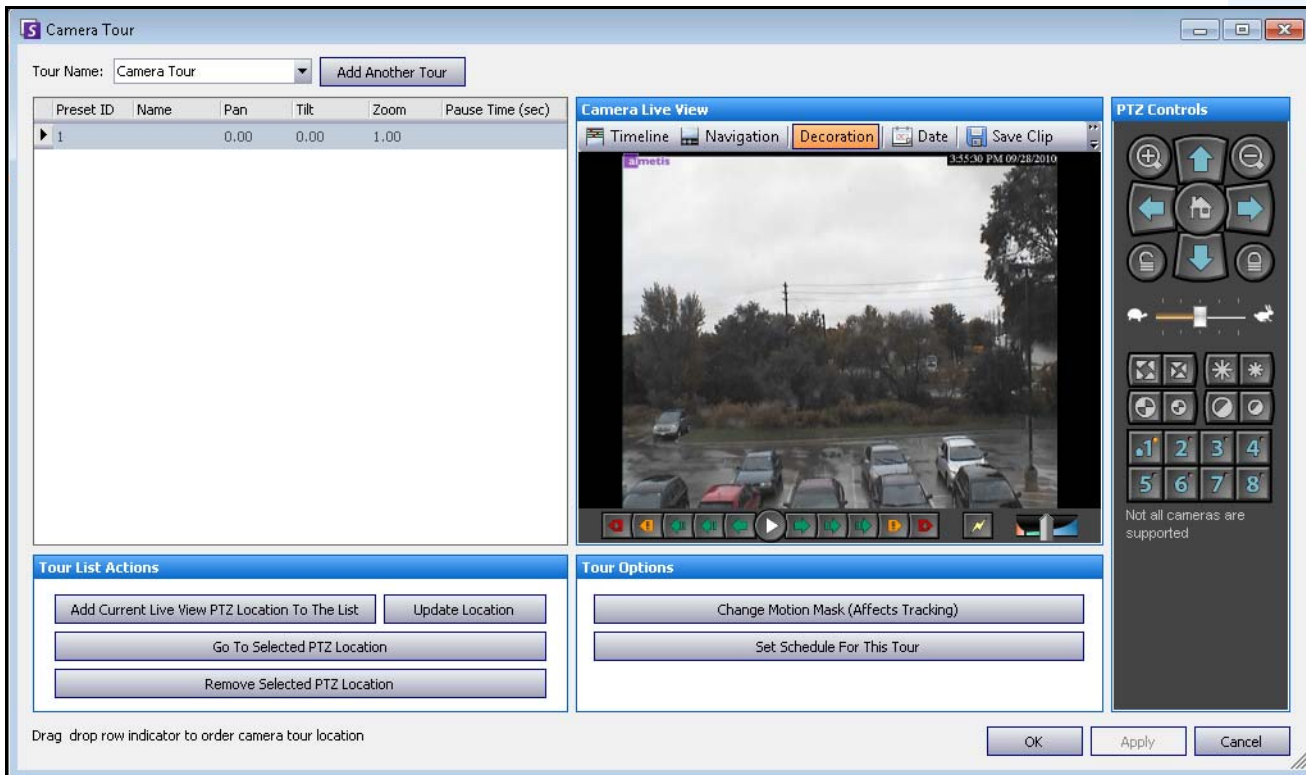 S Camera Tour
Tour Name: Camera Tour Add Another Tour
Preset ID Name Pan Tilt Zoom Pause Time (sec)
1 0.00 0.00 1.00
Camera Live View
Timeline Navigation Decoration Date Save Clip
aimetis 3:55:30 PM 09/28/2010
PTZ Controls
1 2 3 4
5 6 7 8
Not all cameras are
supported
Tour List Actions
Add Current Live View PTZ Location To The List Update Location
Go To Selected PTZ Location
Remove Selected PTZ Location
Tour Options
Change Motion Mask (Affects Tracking)
Set Schedule For This Tour
Drag drop row indicator to order camera tour location
OK Apply Cancel